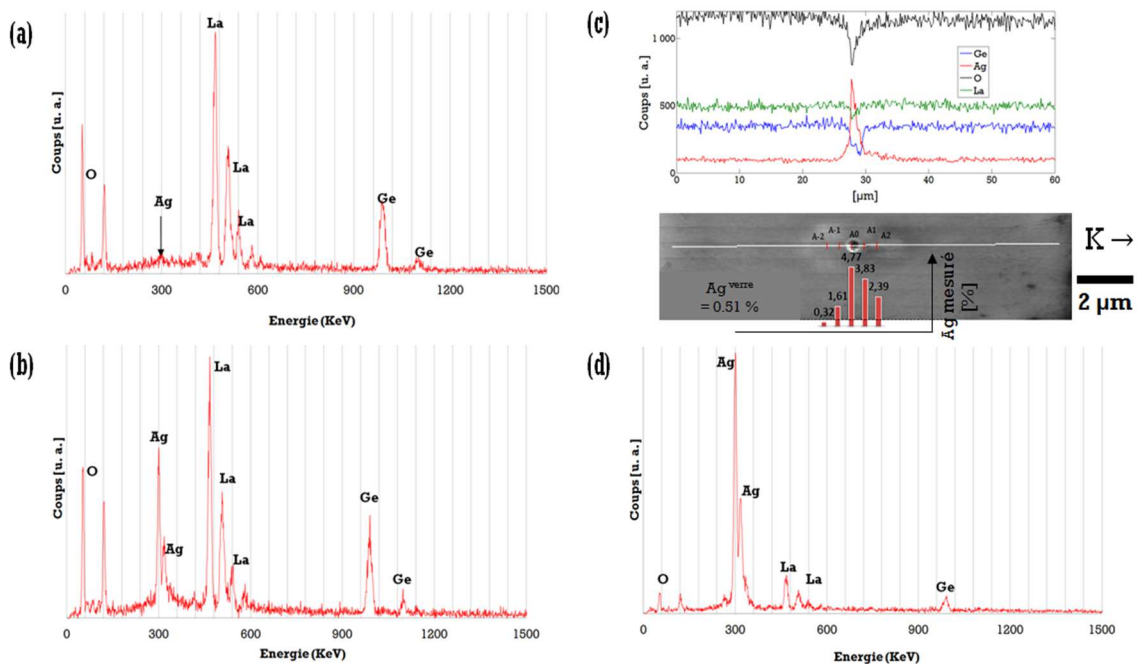 (a)
Coups [u. a.]
O
Ag
La
La
La
Ge
Ge
0 300 600 900 1200 1500
Energie (KeV)
(c)
Coups [u. a.]
1 100
500
0
Ge
Ag
O
La
0 10 20 30 40 50 60
[µm]
A-2 A-1 A0 A1 A2
4,77
3,83
2,39
1,61
0,32
Ag verre
= 0.51 %
Ag mesuré
[%]
K →
2 µm
(b)
Coups [u. a.]
O
Ag
Ag
La
La
La
Ge
Ge
0 300 600 900 1200 1500
Energie (KeV)
(d)
Coups [u. a.]
O
Ag
Ag
La
La
Ge
0 300 600 900 1200 1500
Energie (KeV)